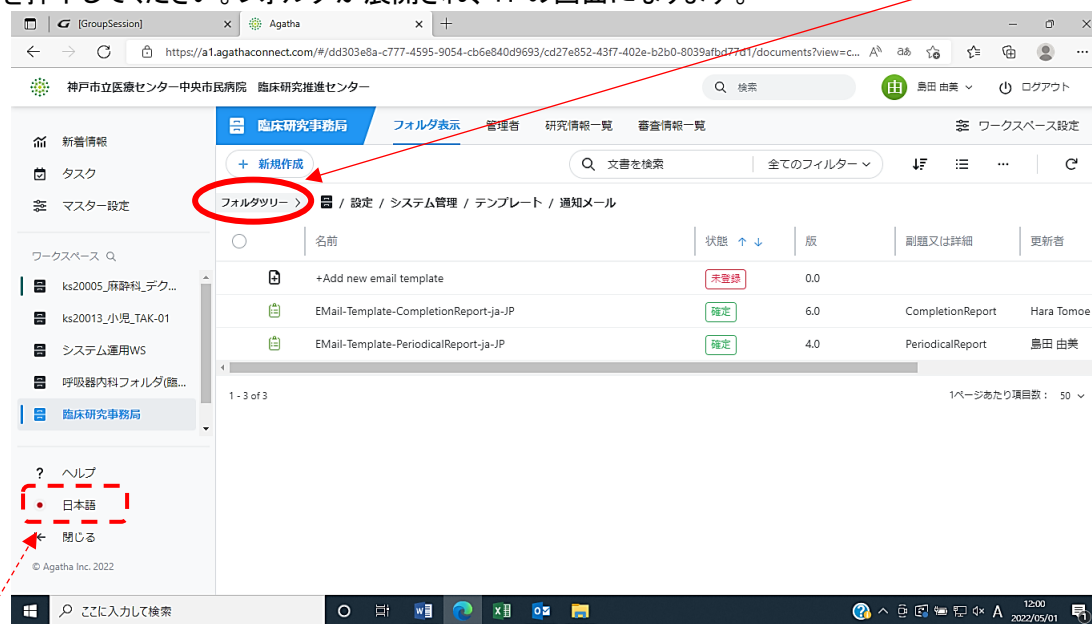 を押下してください。フォルダが展開され、
[GroupSession]
Agatha
https://a1.agathaconnect.com/#/dd303e8a-c777-4595-9054-cb6e840d9693/cd27e852-43f7-402e-b2b0-8039afbd77d1/documents?view=c...
神戸市立医療センター中央市民病院 臨床研究推進センター
検索
由 島田 由美
ログアウト
新着情報
タスク
マスター設定
臨床研究事務局
フォルダ表示
管理者
研究情報一覧
審査情報一覧
ワークスペース設定
+ 新規作成
文書を検索
全てのフィルター
フォルダツリー > / 設定 / システム管理 / テンプレート / 通知メール
名前
状態 ↑ ↓
版
副題又は詳細
更新者
+Add new email template
未登録
0.0
EMail-Template-CompletionReport-ja-JP
確定
6.0
CompletionReport
Hara Tomoe
EMail-Template-PeriodicalReport-ja-JP
確定
4.0
PeriodicalReport
島田 由美
1 - 3 of 3
1ページあたり項目数： 50
ワークスペース
ks20005_麻酔科_デク...
ks20013_小児_TAK-01
システム運用WS
呼吸器内科フォルダ(臨...
臨床研究事務局
? ヘルプ
日本語
← 閉じる
© Agatha Inc. 2022
ここに入力して検索
A
12:00
2022/05/01